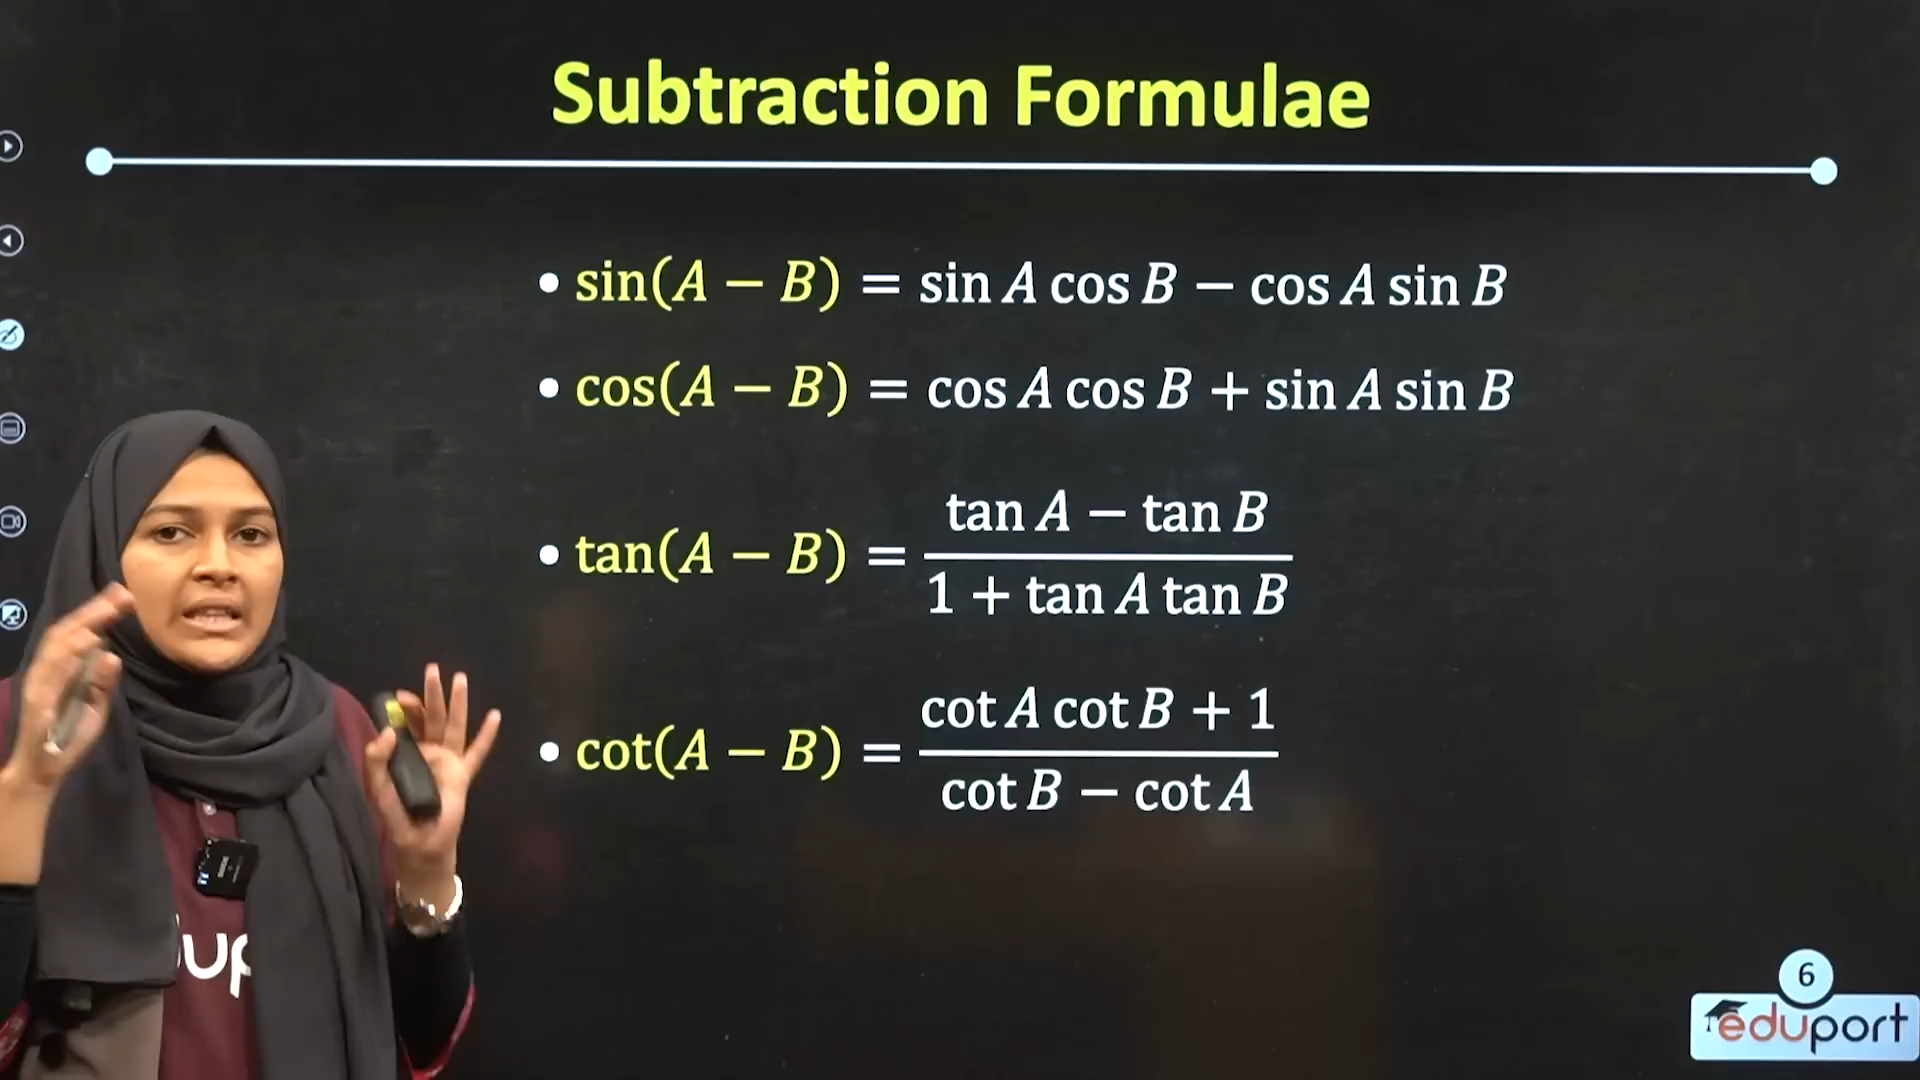 Subtraction Formulae
• sin(A − B) = sin A cos B − cos A sin B
• cos(A − B) = cos A cos B + sin A sin B
• tan(A − B) = (tan A − tan B) / (1 + tan A tan B)
• cot(A − B) = (cot A cot B + 1) / (cot B − cot A)
up
6
eduport